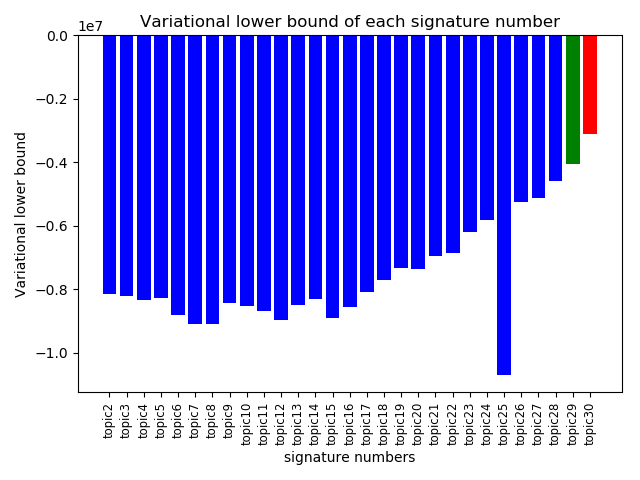 Variational lower bound of each signature number
1e7
0.0
−0.2
−0.4
−0.6
−0.8
−1.0
Variational lower bound
topic2
topic3
topic4
topic5
topic6
topic7
topic8
topic9
topic10
topic11
topic12
topic13
topic14
topic15
topic16
topic17
topic18
topic19
topic20
topic21
topic22
topic23
topic24
topic25
topic26
topic27
topic28
topic29
topic30
signature numbers